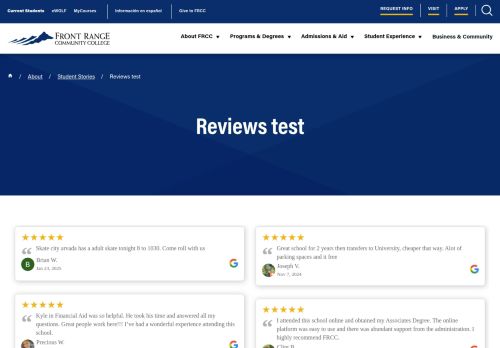 Current Students eWOLF MyCourses Información en español Give to FRCC REQUEST INFO VISIT APPLY
FRONT RANGE
COMMUNITY COLLEGE
About FRCC Programs & Degrees Admissions & Aid Student Experience Business & Community
/ About / Student Stories / Reviews test
Reviews test
Skate city arvada has a adult skate tonight 8 to 1030. Come roll with us
B Brian W.
Jan 23, 2025
Great school for 2 years then transfers to University, cheaper that way. Alot of
parking spaces and it free
Joseph V.
Nov 7, 2024
Kyle in Financial Aid was so helpful. He took his time and answered all my
questions. Great people work here!!! I've had a wonderful experience attending this
school.
Precious W.
I attended this school online and obtained my Associates Degree. The online
platform was easy to use and there was abundant support from the administration. I
highly recommend FRCC.